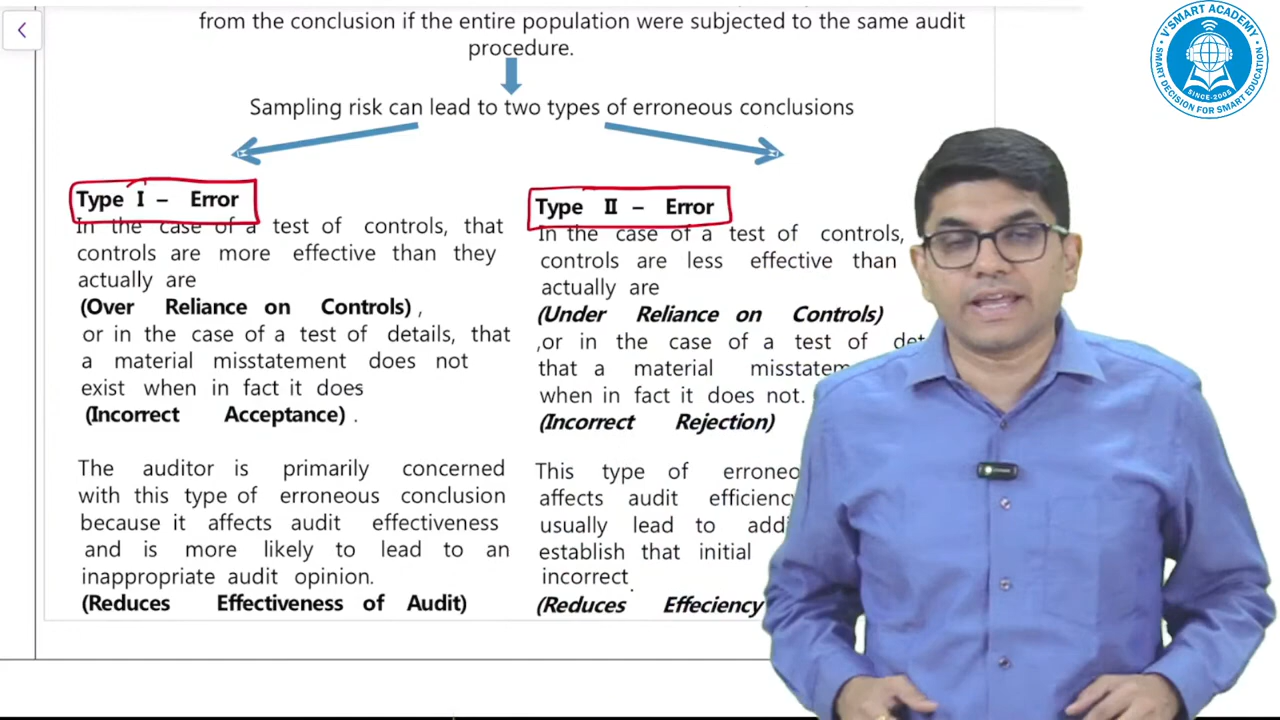 from the conclusion if the entire population were subjected to the same audit
procedure.
Sampling risk can lead to two types of erroneous conclusions
Type I – Error
In the case of a test of controls, that
controls are more effective than they
actually are
(Over Reliance on Controls) ,
or in the case of a test of details, that
a material misstatement does not
exist when in fact it does
(Incorrect Acceptance) .
The auditor is primarily concerned
with this type of erroneous conclusion
because it affects audit effectiveness
and is more likely to lead to an
inappropriate audit opinion.
(Reduces Effectiveness of Audit)
Type II – Error
In the case of a test of controls,
controls are less effective than
actually are
(Under Reliance on Controls)
,or in the case of a test of
that a material
when in fact it does not.
(Incorrect Rejection)
This type of
affects audit
usually lead to
establish that initial
incorrect
(Reduces Effeciency
V'SMART ACADEMY
SINCE-2005
SMART DECISION FOR SMART EDUCATION